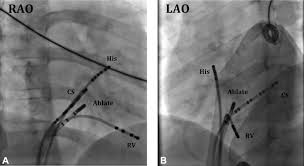 RAO
His
CS
Ablate
RV
A
LAO
His
Ablate
CS
RV
B